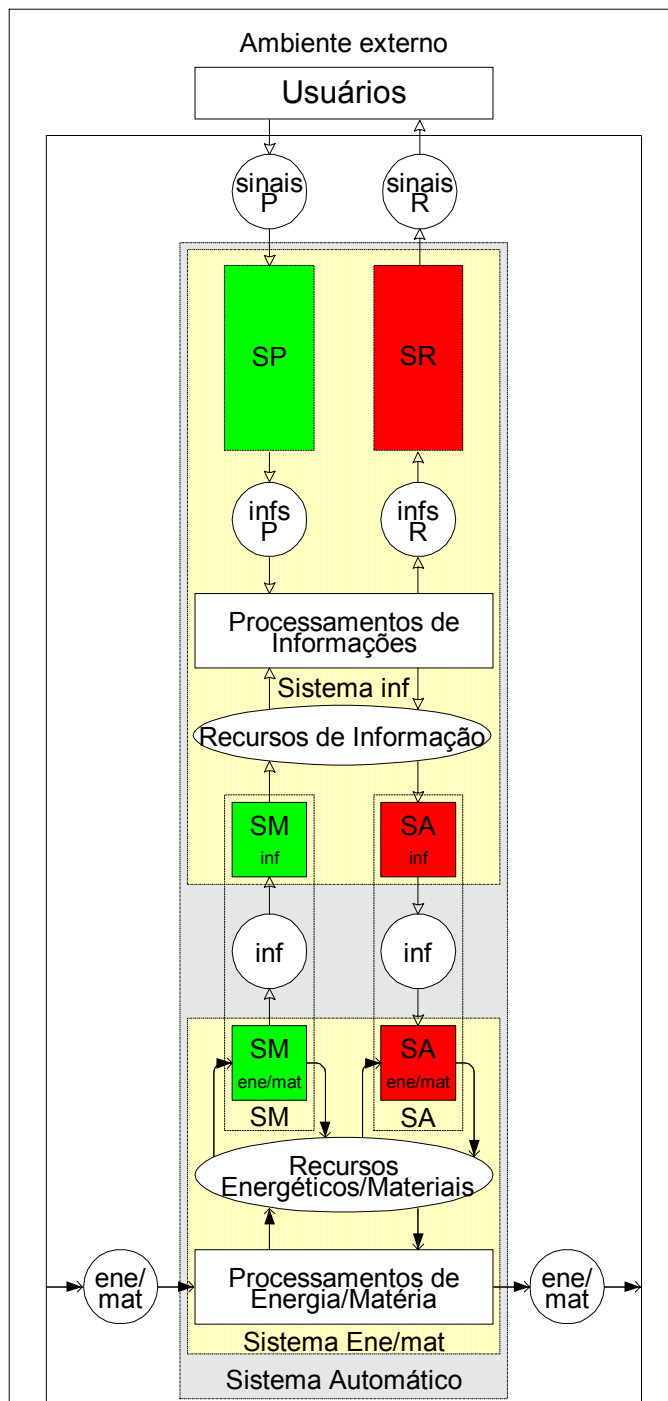 Ambiente externo
Usuários
sinais
P
sinais
R
SP
SR
infs
P
infs
R
Processamentos de
Informações
Sistema inf
Recursos de Informação
SM
inf
SA
inf
inf
inf
SM
ene/mat
SA
ene/mat
SM
SA
Recursos
Energéticos/Materiais
ene/
mat
Processamentos de
Energia/Matéria
ene/
mat
Sistema Ene/mat
Sistema Automático